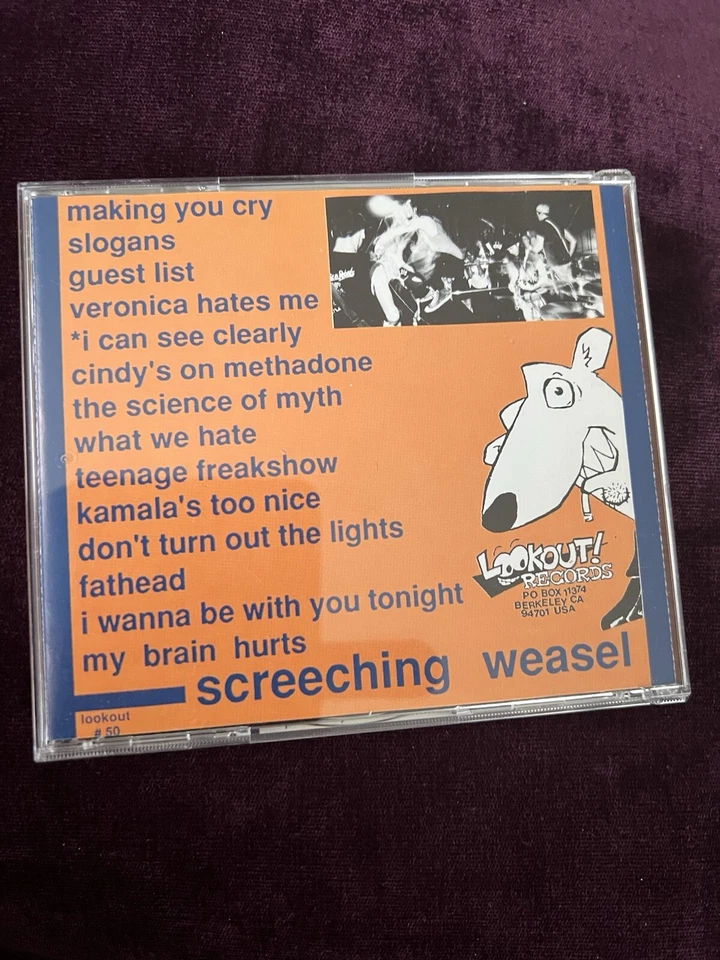 making you cry
slogans
guest list
veronica hates me
*i can see clearly
cindy's on methadone
the science of myth
what we hate
teenage freakshow
kamala's too nice
don't turn out the lights
fathead
i wanna be with you tonight
my brain hurts
LOOKOUT!
RECORDS
PO BOX 11374
BERKELEY CA
94701 USA
screeching weasel
lookout
# 50